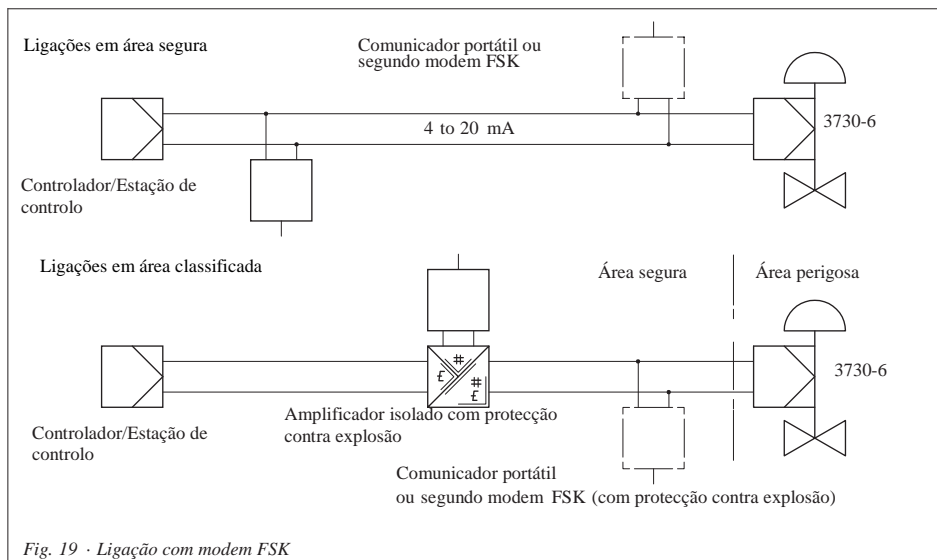 Ligações em área segura
Comunicador portátil ou
segundo modem FSK
3730-6
4 to 20 mA
Controlador/Estação de
controlo
Ligações em área classificada
Área segura
Área perigosa
3730-6
Amplificador isolado com protecção
contra explosão
Controlador/Estação de
controlo
Comunicador portátil
ou segundo modem FSK (com protecção contra explosão)
Fig. 19 · Ligação com modem FSK